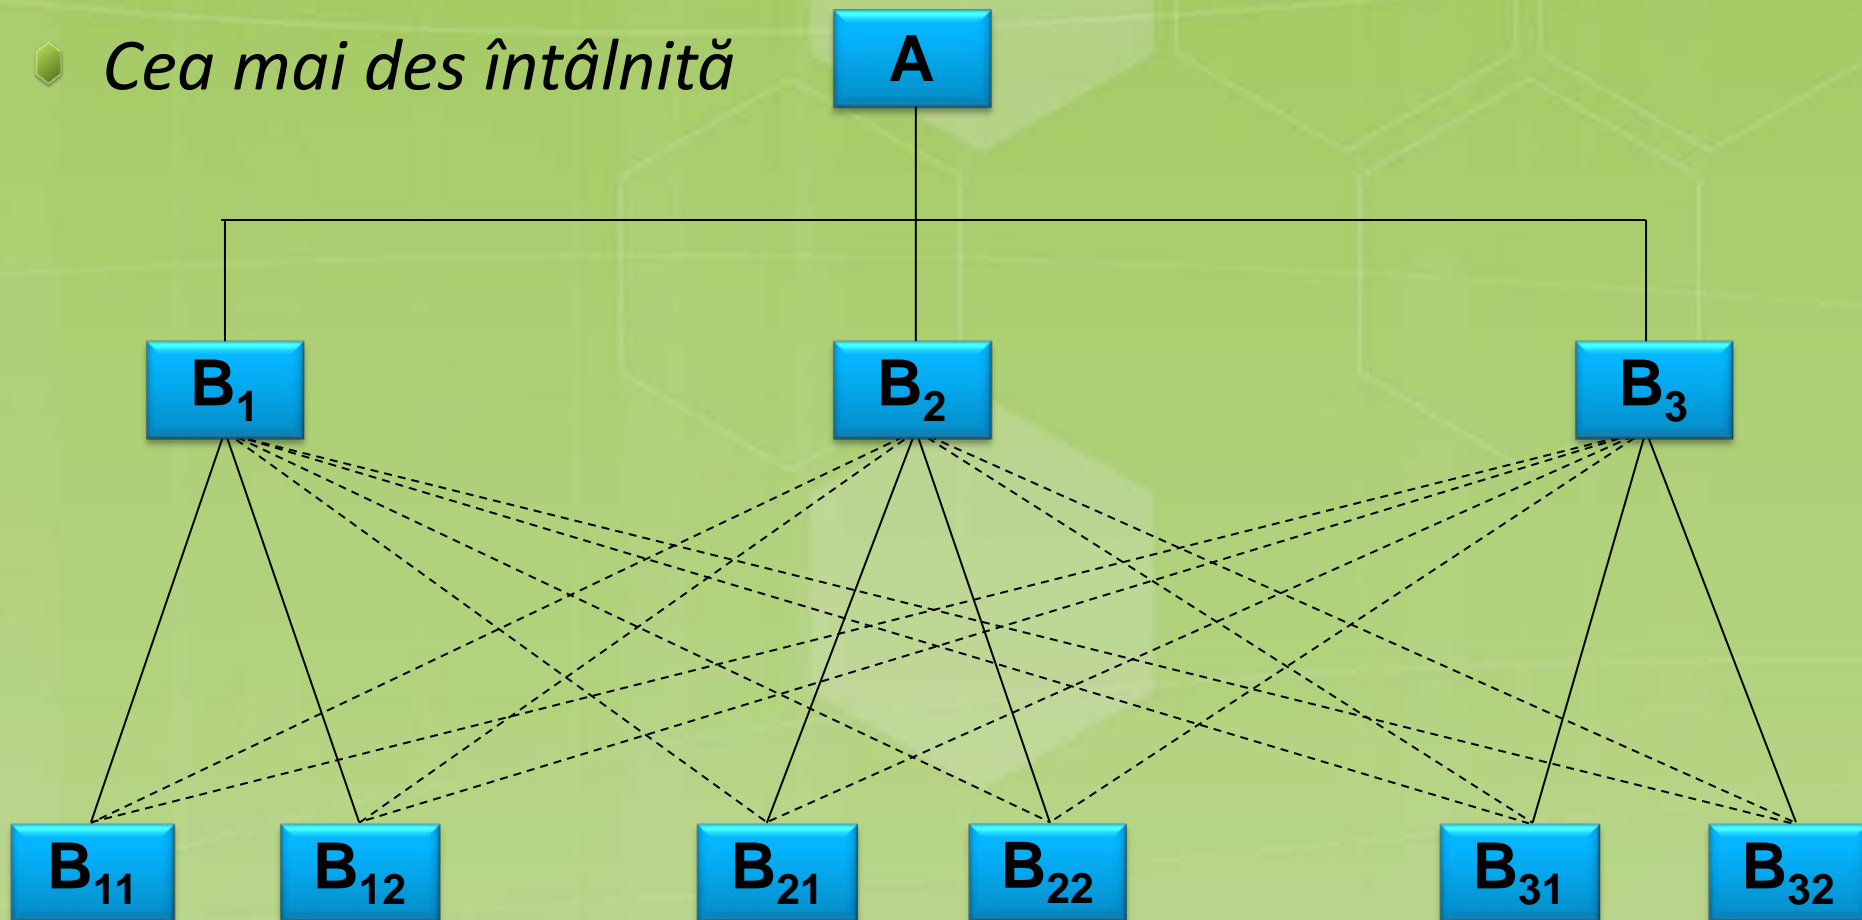 Cea mai des întâlnită
A
B₁
B₂
B₃
B₁₁
B₁₂
B₂₁
B₂₂
B₃₁
B₃₂